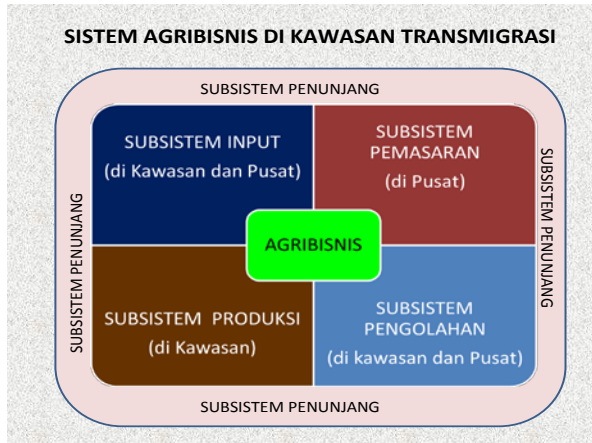 SISTEM AGRIBISNIS DI KAWASAN TRANSMIGRASI
SUBSISTEM PENUNJANG
SUBSISTEM INPUT
(di Kawasan dan Pusat)
SUBSISTEM
PEMASARAN
(di Pusat)
SUBSISTEM PENUNJANG
SUBSISTEM PENUNJANG
AGRIBISNIS
SUBSISTEM PRODUKSI
(di Kawasan)
SUBSISTEM
PENGOLAHAN
(di kawasan dan Pusat)
SUBSISTEM PENUNJANG